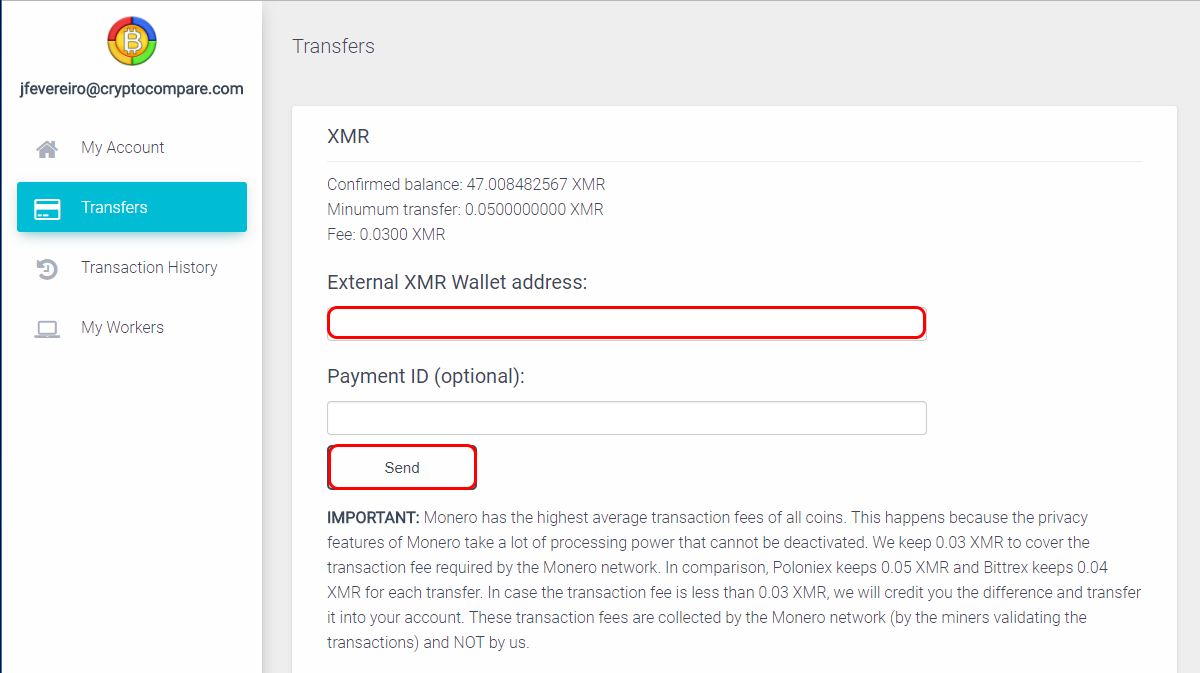 jfevereiro@cryptocompare.com
My Account
Transfers
Transaction History
My Workers
Transfers
XMR
Confirmed balance: 47.008482567 XMR
Minumum transfer: 0.0500000000 XMR
Fee: 0.0300 XMR
External XMR Wallet address:
Payment ID (optional):
Send
IMPORTANT: Monero has the highest average transaction fees of all coins. This happens because the privacy
features of Monero take a lot of processing power that cannot be deactivated. We keep 0.03 XMR to cover the
transaction fee required by the Monero network. In comparison, Poloniex keeps 0.05 XMR and Bittrex keeps 0.04
XMR for each transfer. In case the transaction fee is less than 0.03 XMR, we will credit you the difference and transfer
it into your account. These transaction fees are collected by the Monero network (by the miners validating the
transactions) and NOT by us.